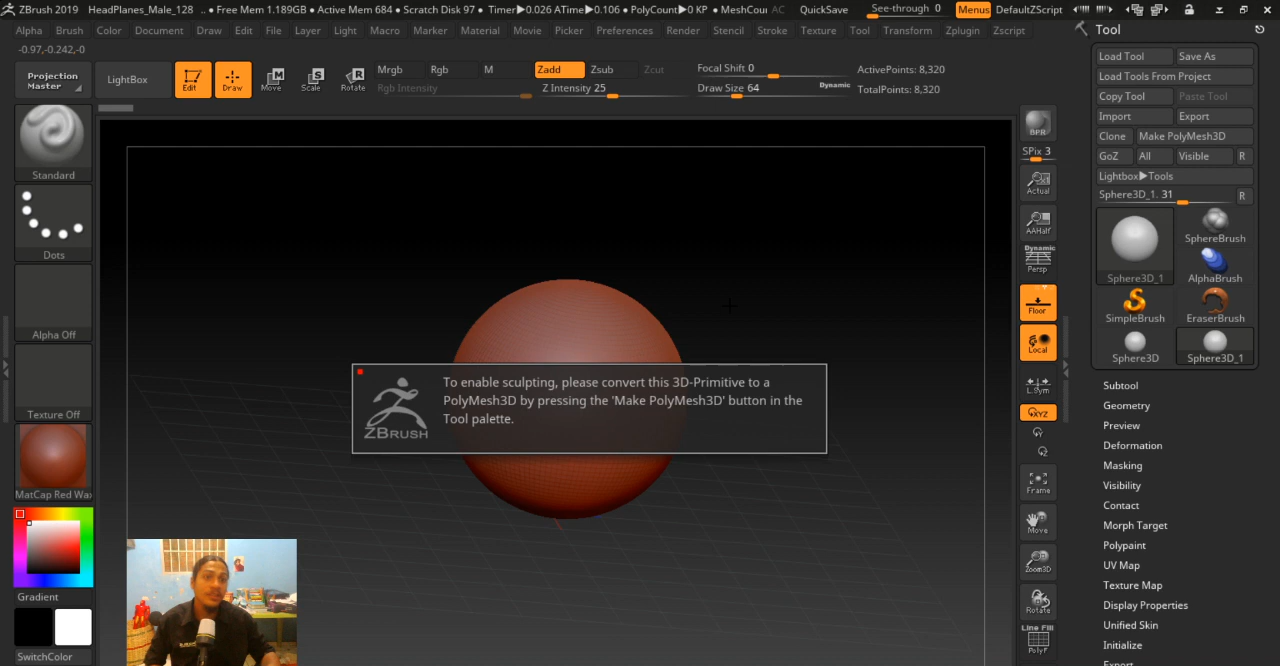 ZBrush 2019 HeadPlanes_Male_128 .. • Free Mem 1.189GB • Active Mem 684 • Scratch Disk 97 • Timer▶0.026 ATime▶0.106 • PolyCount▶0 KP • MeshCou AC QuickSave See-through 0 Menus DefaultZScript
Alpha Brush Color Document Draw Edit File Layer Light Macro Marker Material Movie Picker Preferences Render Stencil Stroke Texture Tool Transform Zplugin Zscript
-0.97,-0.242,-0
Projection
Master
LightBox
Edit
Draw
Move
Scale
Rotate
Mrgb Rgb M Zadd Zsub Zcut
Rgb Intensity
Z Intensity 25
Focal Shift 0
Draw Size 64
Dynamic
ActivePoints: 8,320
TotalPoints: 8,320
Standard
Dots
Alpha Off
Texture Off
MatCap Red Wax
Gradient
SwitchColor
To enable sculpting, please convert this 3D-Primitive to a
PolyMesh3D by pressing the 'Make PolyMesh3D' button in the
Tool palette.
ZBRUSH
BPR
SPix 3
Actual
AAHalf
Dynamic
Persp
Floor
Local
L.Sym
XYZ
Frame
Move
Zoom3D
Rotate
Line Fill
PolyF
Tool
Load Tool Save As
Load Tools From Project
Copy Tool Paste Tool
Import Export
Clone Make PolyMesh3D
GoZ All Visible R
Lightbox▶Tools
Sphere3D_1. 31 R
Sphere3D_1
SphereBrush
AlphaBrush
SimpleBrush
EraserBrush
Sphere3D
Sphere3D_1
Subtool
Geometry
Preview
Deformation
Masking
Visibility
Contact
Morph Target
Polypaint
UV Map
Texture Map
Display Properties
Unified Skin
Initialize
Export